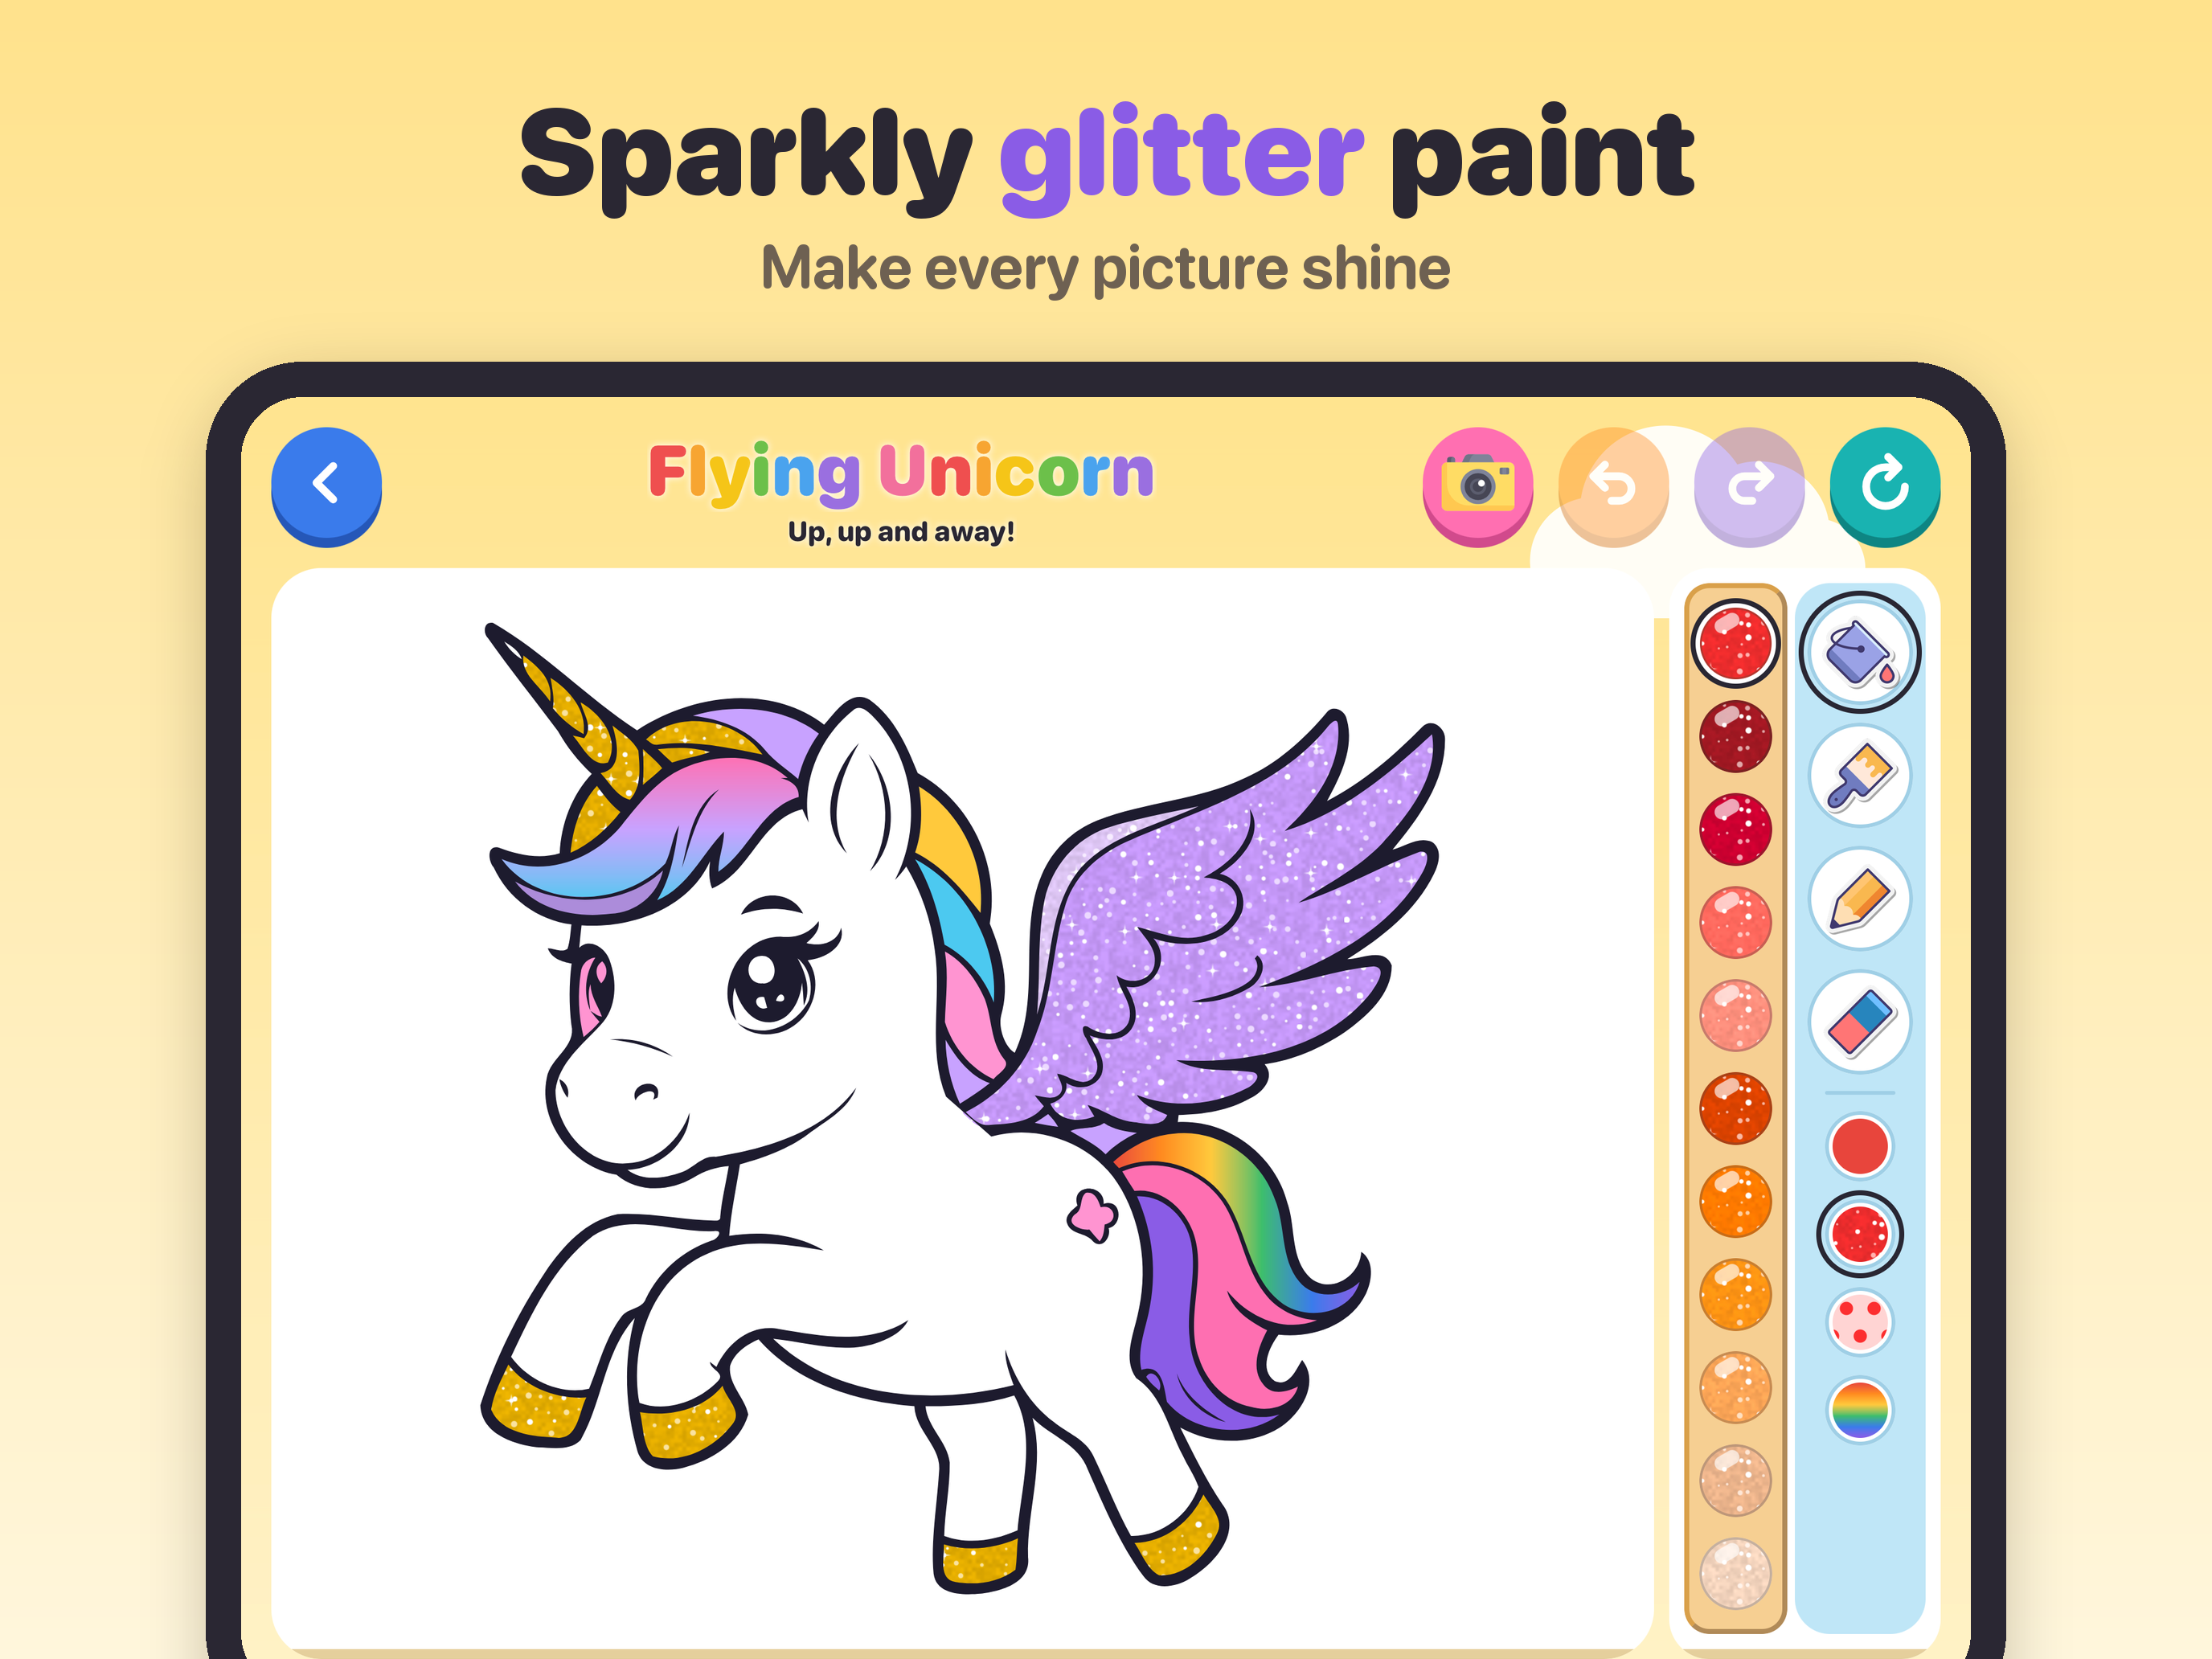 Sparkly glitter paint
Make every picture shine
Flying Unicorn
Up, up and away!